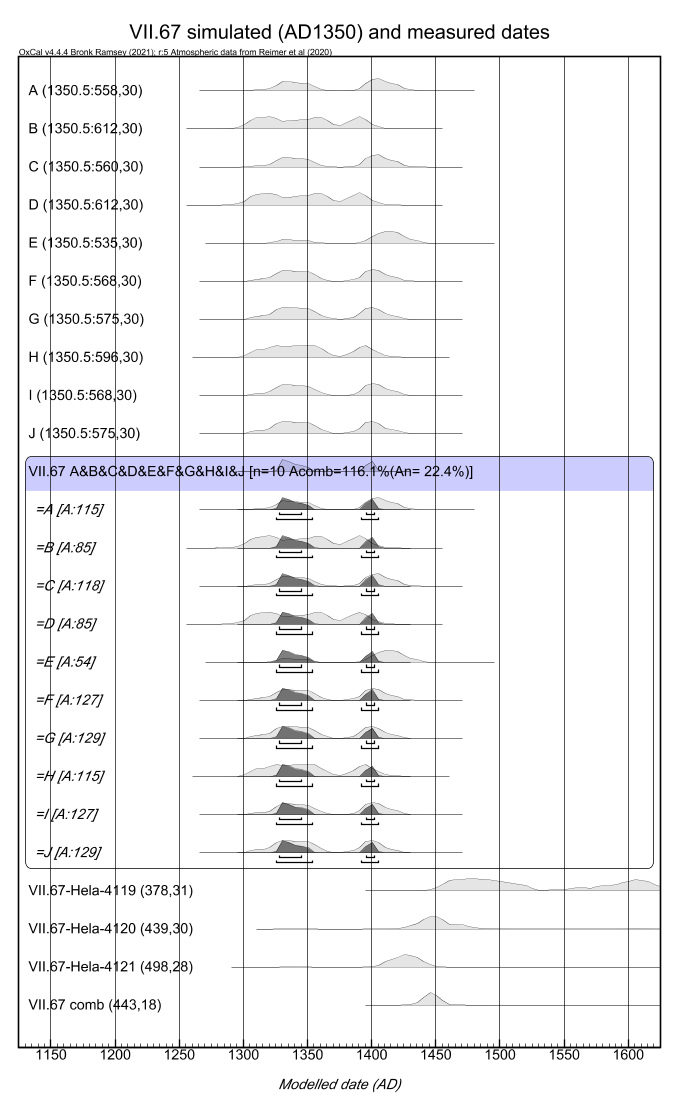 VII.67 simulated (AD1350) and measured dates
OxCal v4.4.4 Bronk Ramsey (2021); r:5 Atmospheric data from Reimer et al (2020)
A (1350.5:558,30)
B (1350.5:612,30)
C (1350.5:560,30)
D (1350.5:612,30)
E (1350.5:535,30)
F (1350.5:568,30)
G (1350.5:575,30)
H (1350.5:596,30)
I (1350.5:568,30)
J (1350.5:575,30)
VII.67 A&B&C&D&E&F&G&H&I&J [n=10 Acomb=116.1%(An= 22.4%)]
=A [A:115]
=B [A:85]
=C [A:118]
=D [A:85]
=E [A:54]
=F [A:127]
=G [A:129]
=H [A:115]
=I [A:127]
=J [A:129]
VII.67-Hela-4119 (378,31)
VII.67-Hela-4120 (439,30)
VII.67-Hela-4121 (498,28)
VII.67 comb (443,18)
1150 1200 1250 1300 1350 1400 1450 1500 1550 1600
Modelled date (AD)